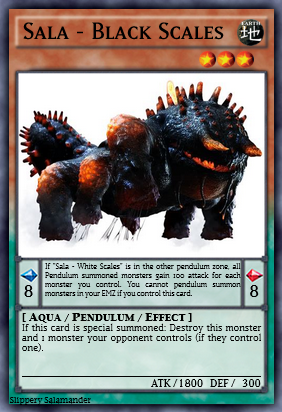 Sala - Black Scales
EARTH
地
If "Sala - White Scales" is in the other pendulum zone, all
Pendulum summoned monsters gain 100 attack for each
monster you control. You cannot pendulum summon
monsters in your EMZ if you control this card.
8
8
[ Aqua / Pendulum / Effect ]
If this card is special summoned: Destroy this monster
and 1 monster your opponent controls (if they control
one).
ATK/1800 DEF/ 300
Slippery Salamander